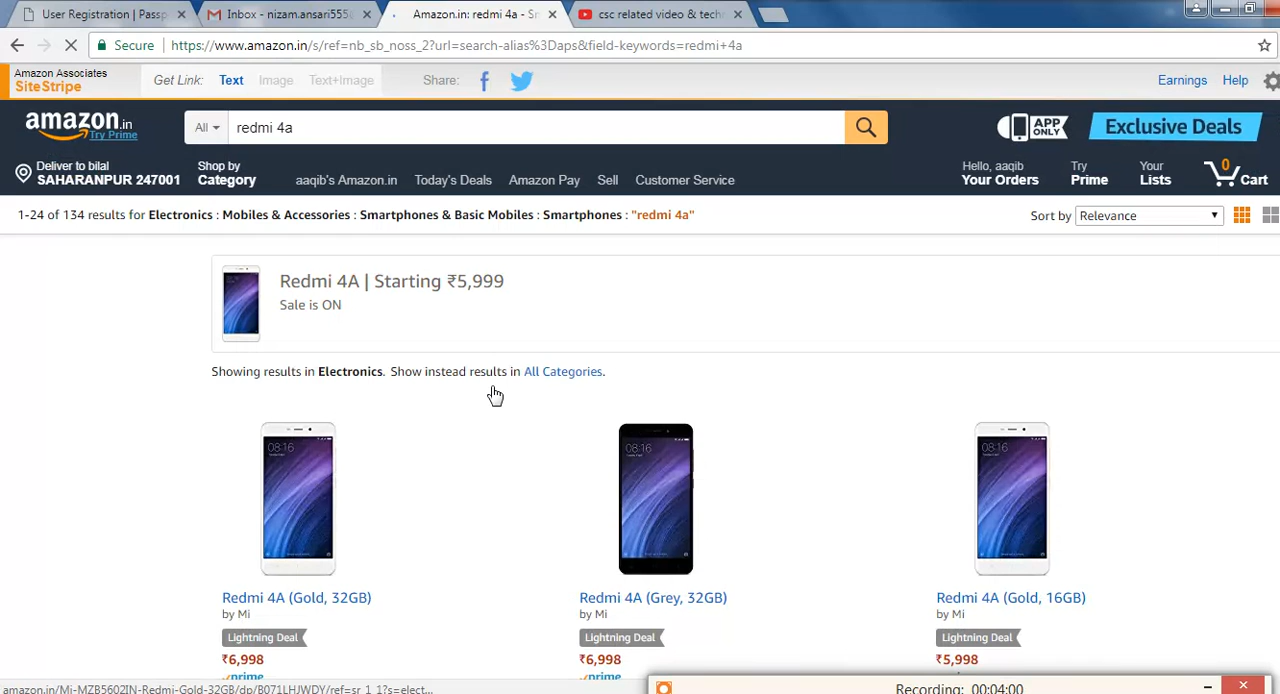 User Registration | Passp
Inbox - nizam.ansari555
Amazon.in: redmi 4a - Sm
csc related video & tech
Secure
https://www.amazon.in/s/ref=nb_sb_noss_2?url=search-alias%3Daps&field-keywords=redmi+4a
Amazon Associates
SiteStripe
Get Link: Text Image Text+Image
Share:
Earnings Help
amazon.in
Try Prime
All
redmi 4a
APP ONLY
Exclusive Deals
Deliver to bilal
SAHARANPUR 247001
Shop by
Category
aaqib's Amazon.in Today's Deals Amazon Pay Sell Customer Service
Hello, aaqib
Your Orders
Try
Prime
Your
Lists
0
Cart
1-24 of 134 results for Electronics : Mobiles & Accessories : Smartphones & Basic Mobiles : Smartphones : "redmi 4a"
Sort by Relevance
Redmi 4A | Starting ₹5,999
Sale is ON
Showing results in Electronics. Show instead results in All Categories.
08:16
08:16
08:16
Redmi 4A (Gold, 32GB)
by Mi
Lightning Deal
₹6,998
prime
Redmi 4A (Grey, 32GB)
by Mi
Lightning Deal
₹6,998
prime
Redmi 4A (Gold, 16GB)
by Mi
Lightning Deal
₹5,998
amazon.in/Mi-MZB5602IN-Redmi-Gold-32GB/dp/B071LHJWDY/ref=sr_1_1?s=elect...
Recording: 00:04:00